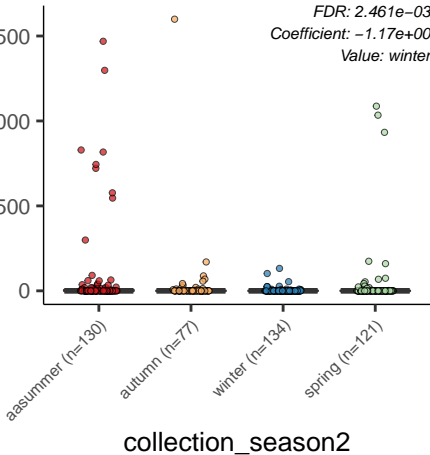 FDR: 2.461e−03
Coefficient: −1.17e+00
Value: winter
500
000
500
0
aasummer (n=130)
autumn (n=77)
winter (n=134)
spring (n=121)
collection_season2